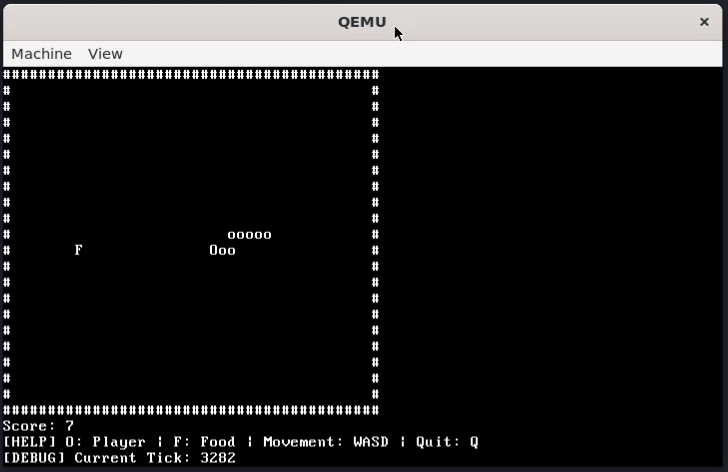 QEMU
Machine View
##########################################
#                                        #
#                                        #
#                                        #
#                                        #
#                                        #
#                                        #
#                                        #
#                                        #
#                                        #
#                        ooooo           #
#       F              Ooo               #
#                                        #
#                                        #
#                                        #
#                                        #
#                                        #
#                                        #
#                                        #
#                                        #
#                                        #
##########################################
Score: 7
[HELP] O: Player | F: Food | Movement: WASD | Quit: Q
[DEBUG] Current Tick: 3282